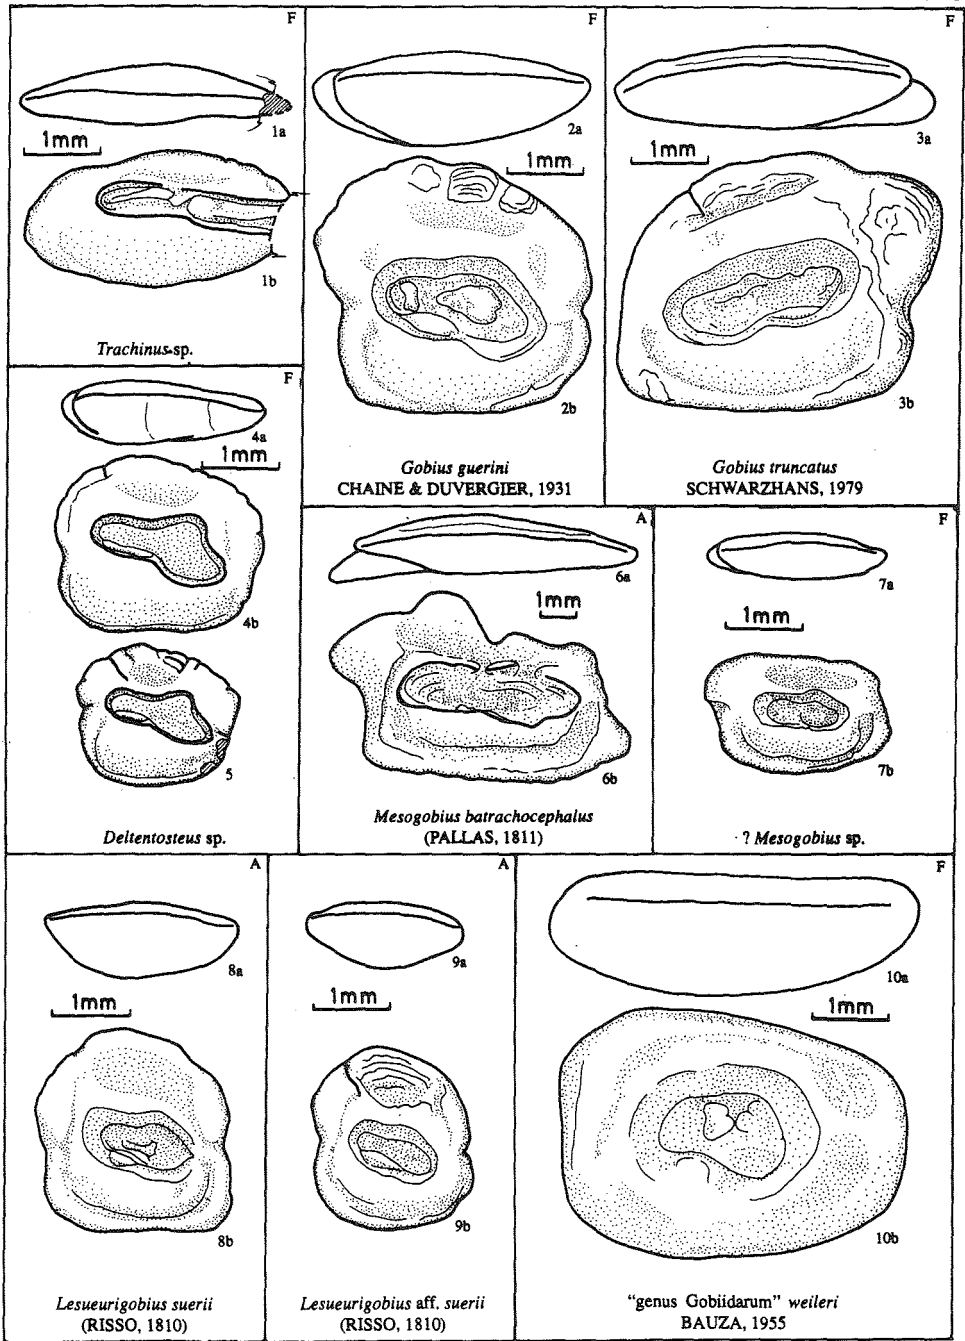 F
1a
1mm
1b
Trachinus sp.
F
2a
1mm
2b
Gobius guerini
CHAINE & DUVERGIER, 1931
F
3a
1mm
3b
Gobius truncatus
SCHWARZHANS, 1979
F
4a
1mm
4b
5
Deltentosteus sp.
A
6a
1mm
6b
Mesogobius batrachocephalus
(PALLAS, 1811)
F
7a
1mm
7b
? Mesogobius sp.
A
8a
1mm
8b
Lesueurigobius suerii
(RISSO, 1810)
A
9a
1mm
9b
Lesueurigobius aff. suerii
(RISSO, 1810)
F
10a
1mm
10b
"genus Gobiidarum" weileri
BAUZA, 1955